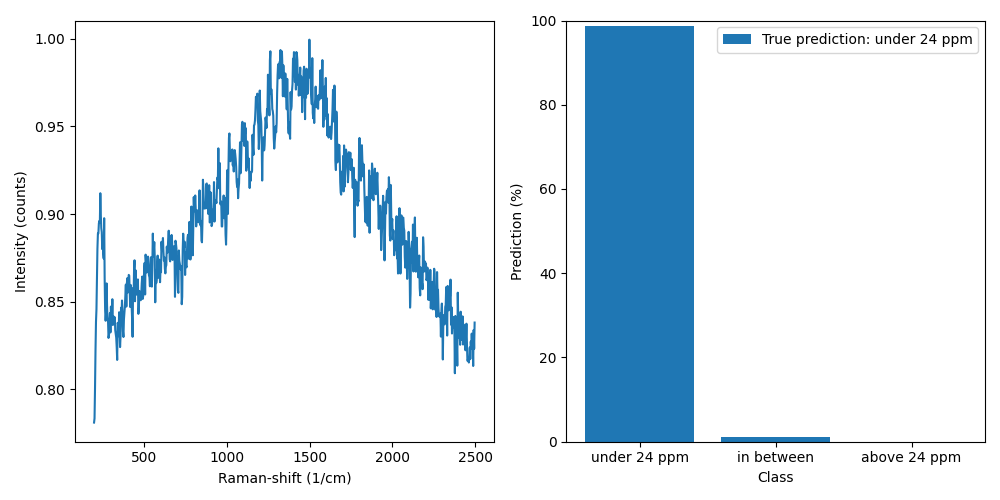 1.00
0.95
0.90
0.85
0.80
Intensity (counts)
500
1000
1500
2000
2500
Raman-shift (1/cm)
100
80
60
40
20
0
Prediction (%)
True prediction: under 24 ppm
under 24 ppm
in between
above 24 ppm
Class